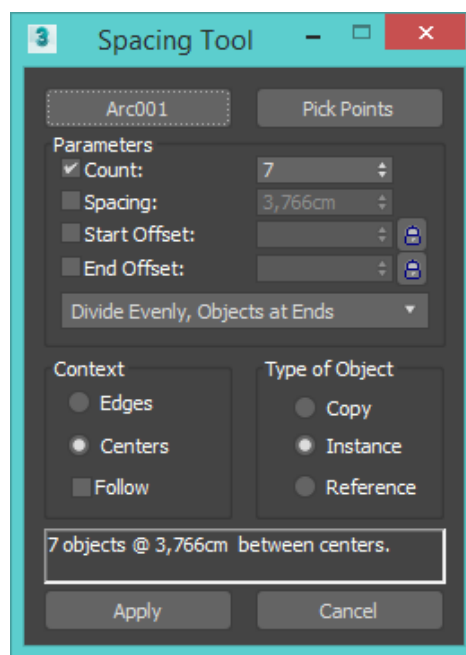 3 Spacing Tool
Arc001 Pick Points
Parameters
Count: 7
Spacing: 3,766cm
Start Offset:
End Offset:
Divide Evenly, Objects at Ends
Context Type of Object
Edges Copy
Centers Instance
Follow Reference
7 objects @ 3,766cm between centers.
Apply Cancel